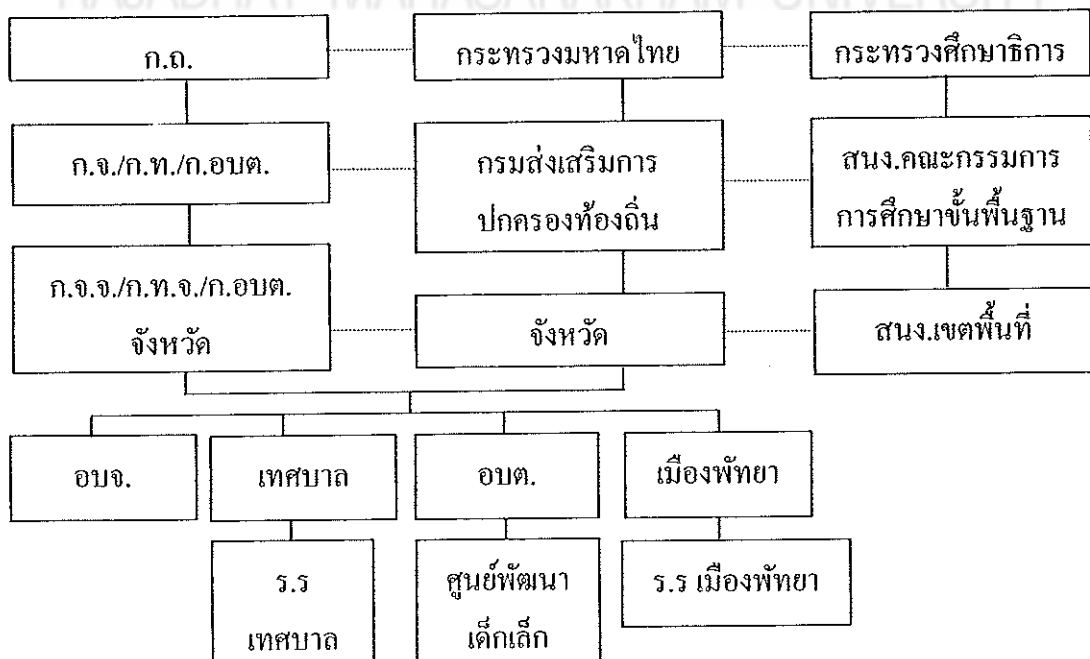 RAJABHAT MAHASARAKHAM UNIVERSITY
ก.ถ.
กระทรวงมหาดไทย
กระทรวงศึกษาธิการ
ก.จ./ก.ท./ก.อบต.
กรมส่งเสริมการ
ปกครองท้องถิ่น
สนง.คณะกรรมการ
การศึกษาขั้นพื้นฐาน
ก.จ.จ./ก.ท.จ./ก.อบต.
จังหวัด
จังหวัด
สนง.เขตพื้นที่
อบจ.
เทศบาล
อบต.
เมืองพัทยา
ร.ร
เทศบาล
ศูนย์พัฒนา
เด็กเล็ก
ร.ร เมืองพัทยา